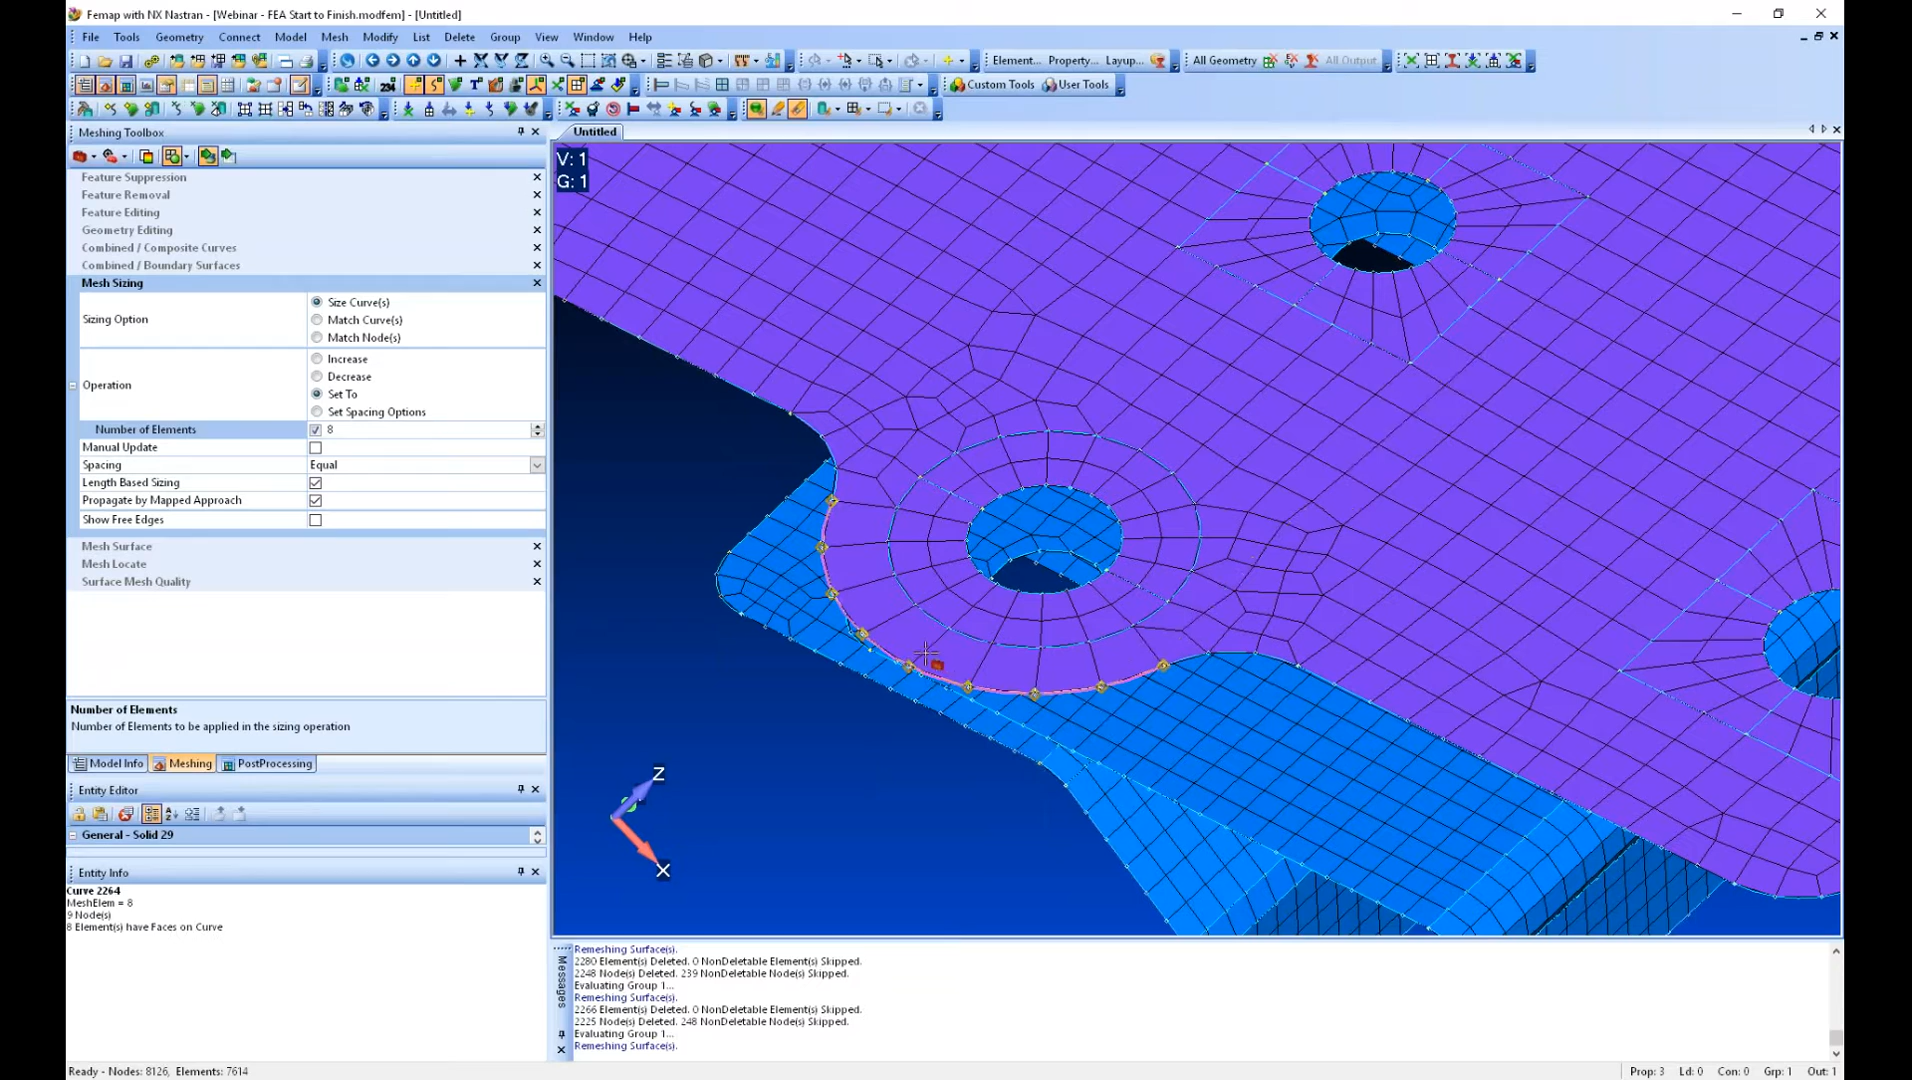 Femap with NX Nastran - [Webinar - FEA Start to Finish.modfem] - [Untitled]
File Tools Geometry Connect Model Mesh Modify List Delete Group View Window Help
Element... Property... Layup... All Geometry All Output
234 Custom Tools User Tools
Meshing Toolbox
Untitled
V: 1
G: 1
Feature Suppression
Feature Removal
Feature Editing
Geometry Editing
Combined / Composite Curves
Combined / Boundary Surfaces
Mesh Sizing
Sizing Option
Size Curve(s)
Match Curve(s)
Match Node(s)
Operation
Increase
Decrease
Set To
Set Spacing Options
Number of Elements 8
Manual Update
Spacing Equal
Length Based Sizing
Propagate by Mapped Approach
Show Free Edges
Mesh Surface
Mesh Locate
Surface Mesh Quality
Number of Elements
Number of Elements to be applied in the sizing operation
Model Info Meshing PostProcessing
Entity Editor
General - Solid 29
Entity Info
Curve 2264
MeshElem = 8
9 Node(s)
8 Element(s) have Faces on Curve
Z
X
Messages
Remeshing Surface(s).
2280 Element(s) Deleted. 0 NonDeletable Element(s) Skipped.
2248 Node(s) Deleted. 239 NonDeletable Node(s) Skipped.
Evaluating Group 1...
Remeshing Surface(s).
2266 Element(s) Deleted. 0 NonDeletable Element(s) Skipped.
2225 Node(s) Deleted. 248 NonDeletable Node(s) Skipped.
Evaluating Group 1...
Remeshing Surface(s).
Ready - Nodes: 8126, Elements: 7614
Prop: 3 Ld: 0 Con: 0 Grp: 1 Out: 1